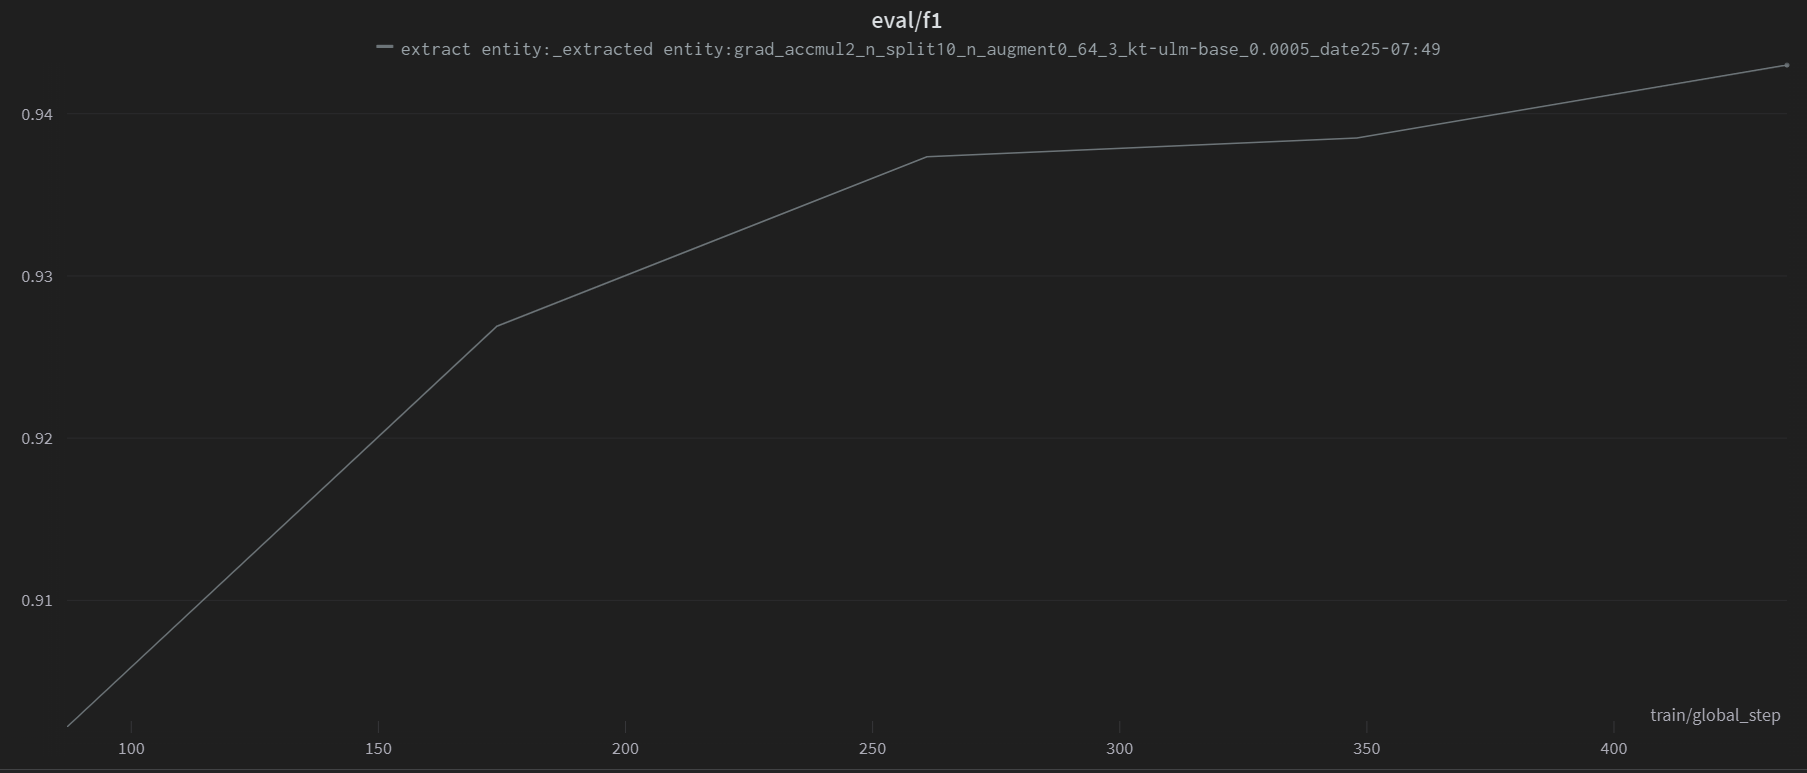 eval/f1
extract entity:_extracted entity:grad_accmul2_n_split10_n_augment0_64_3_kt-ulm-base_0.0005_date25-07:49
0.94
0.93
0.92
0.91
train/global_step
100 150 200 250 300 350 400